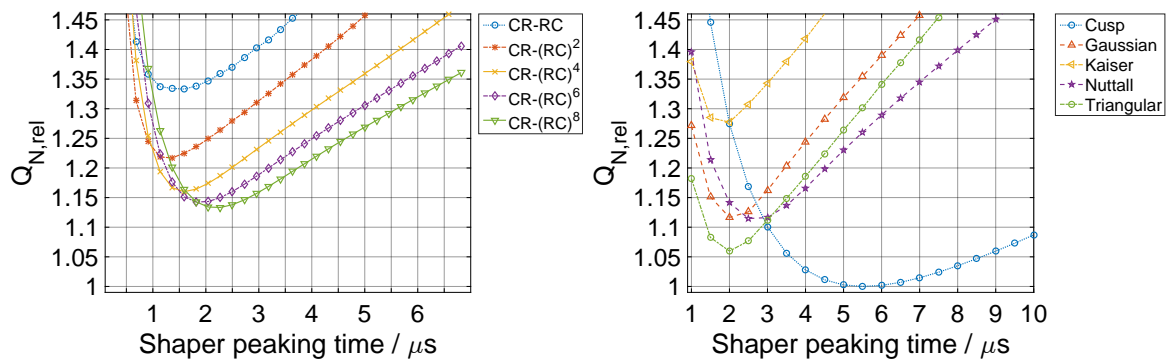 1.45
1.4
1.35
1.3
1.25
1.2
1.15
1.1
1.05
1
Q_N,rel
1 2 3 4 5 6
Shaper peaking time / μs
CR-RC
CR-(RC)^2
CR-(RC)^4
CR-(RC)^6
CR-(RC)^8
1.45
1.4
1.35
1.3
1.25
1.2
1.15
1.1
1.05
1
Q_N,rel
1 2 3 4 5 6 7 8 9 10
Shaper peaking time / μs
Cusp
Gaussian
Kaiser
Nuttall
Triangular